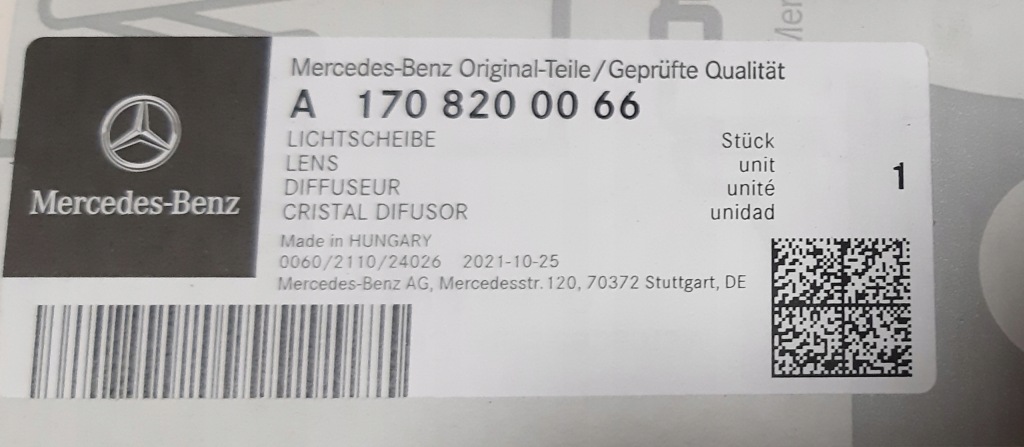 Mer
Mercedes-Benz
Mercedes-Benz Original-Teile/Geprüfte Qualität
A 170 820 00 66
LICHTSCHEIBE Stück
LENS unit 1
DIFFUSEUR unité
CRISTAL DIFUSOR unidad
Made in HUNGARY
0060/2110/24026 2021-10-25
Mercedes-Benz AG, Mercedesstr. 120, 70372 Stuttgart, DE